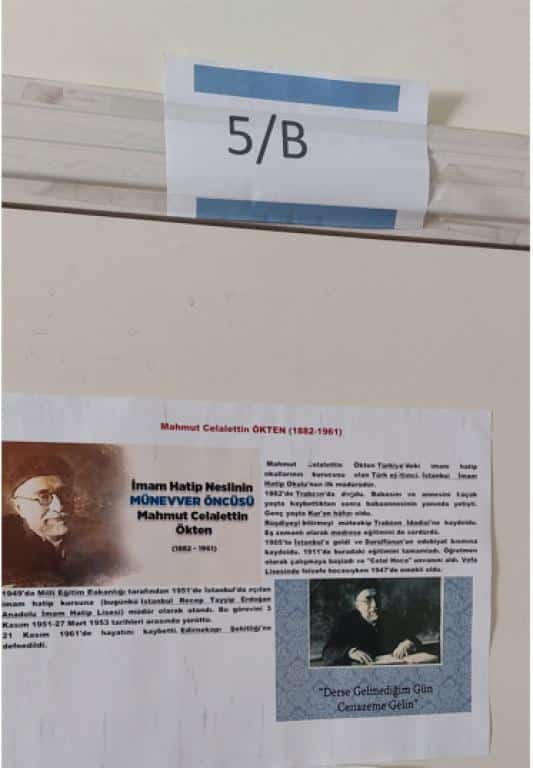 5/B
Mahmut Celalettin ÖKTEN (1882-1961)
İmam Hatip Neslinin
MÜNEVVER ÖNCÜSÜ
Mahmut Celalettin
Ökten
(1882 - 1961)
1949'da Milli Eğitim Bakanlığı tarafından 1951'de İstanbul'da açılan
imam hatip kursuna (bugünkü İstanbul Recep Tayyip Erdoğan
Anadolu İmam Hatip Lisesi) müdür olarak atandı. Bu görevini 3
Kasım 1951-27 Mart 1953 tarihleri arasında yürüttü.
21 Kasım 1961'de hayatını kaybetti. Edirnekapı Şehitliği'ne
defnedildi.
Mahmut Celalettin Ökten Türkiye'deki imam hatip
okullarının kurucusu olan Türk eğitimci. İstanbul İmam
Hatip Okulu'nun ilk müdürüdür.
1882'de Trabzon'da doğdu. Babasını ve annesini küçük
yaşta kaybettikten sonra babaannesinin yanında yetişti.
Genç yaşta Kur'an hâfızı oldu.
Rüşdiyeyi bitirmeyi müteakip Trabzon İdadisi'ne kaydoldu.
Eş zamanlı olarak medrese eğitimi de sürdürdü.
1905'te İstanbul'a geldi ve Darülfünun'un edebiyat kısmına
kaydoldu. 1911'de buradaki eğitimini tamamladı. Öğretmen
olarak çalışmaya başladı ve "Celal Hoca" unvanını aldı. Vefa
Lisesinde felsefe hocasıyken 1947'de emekli oldu.
"Derse Gelmediğim Gün
Cenazeme Gelin"